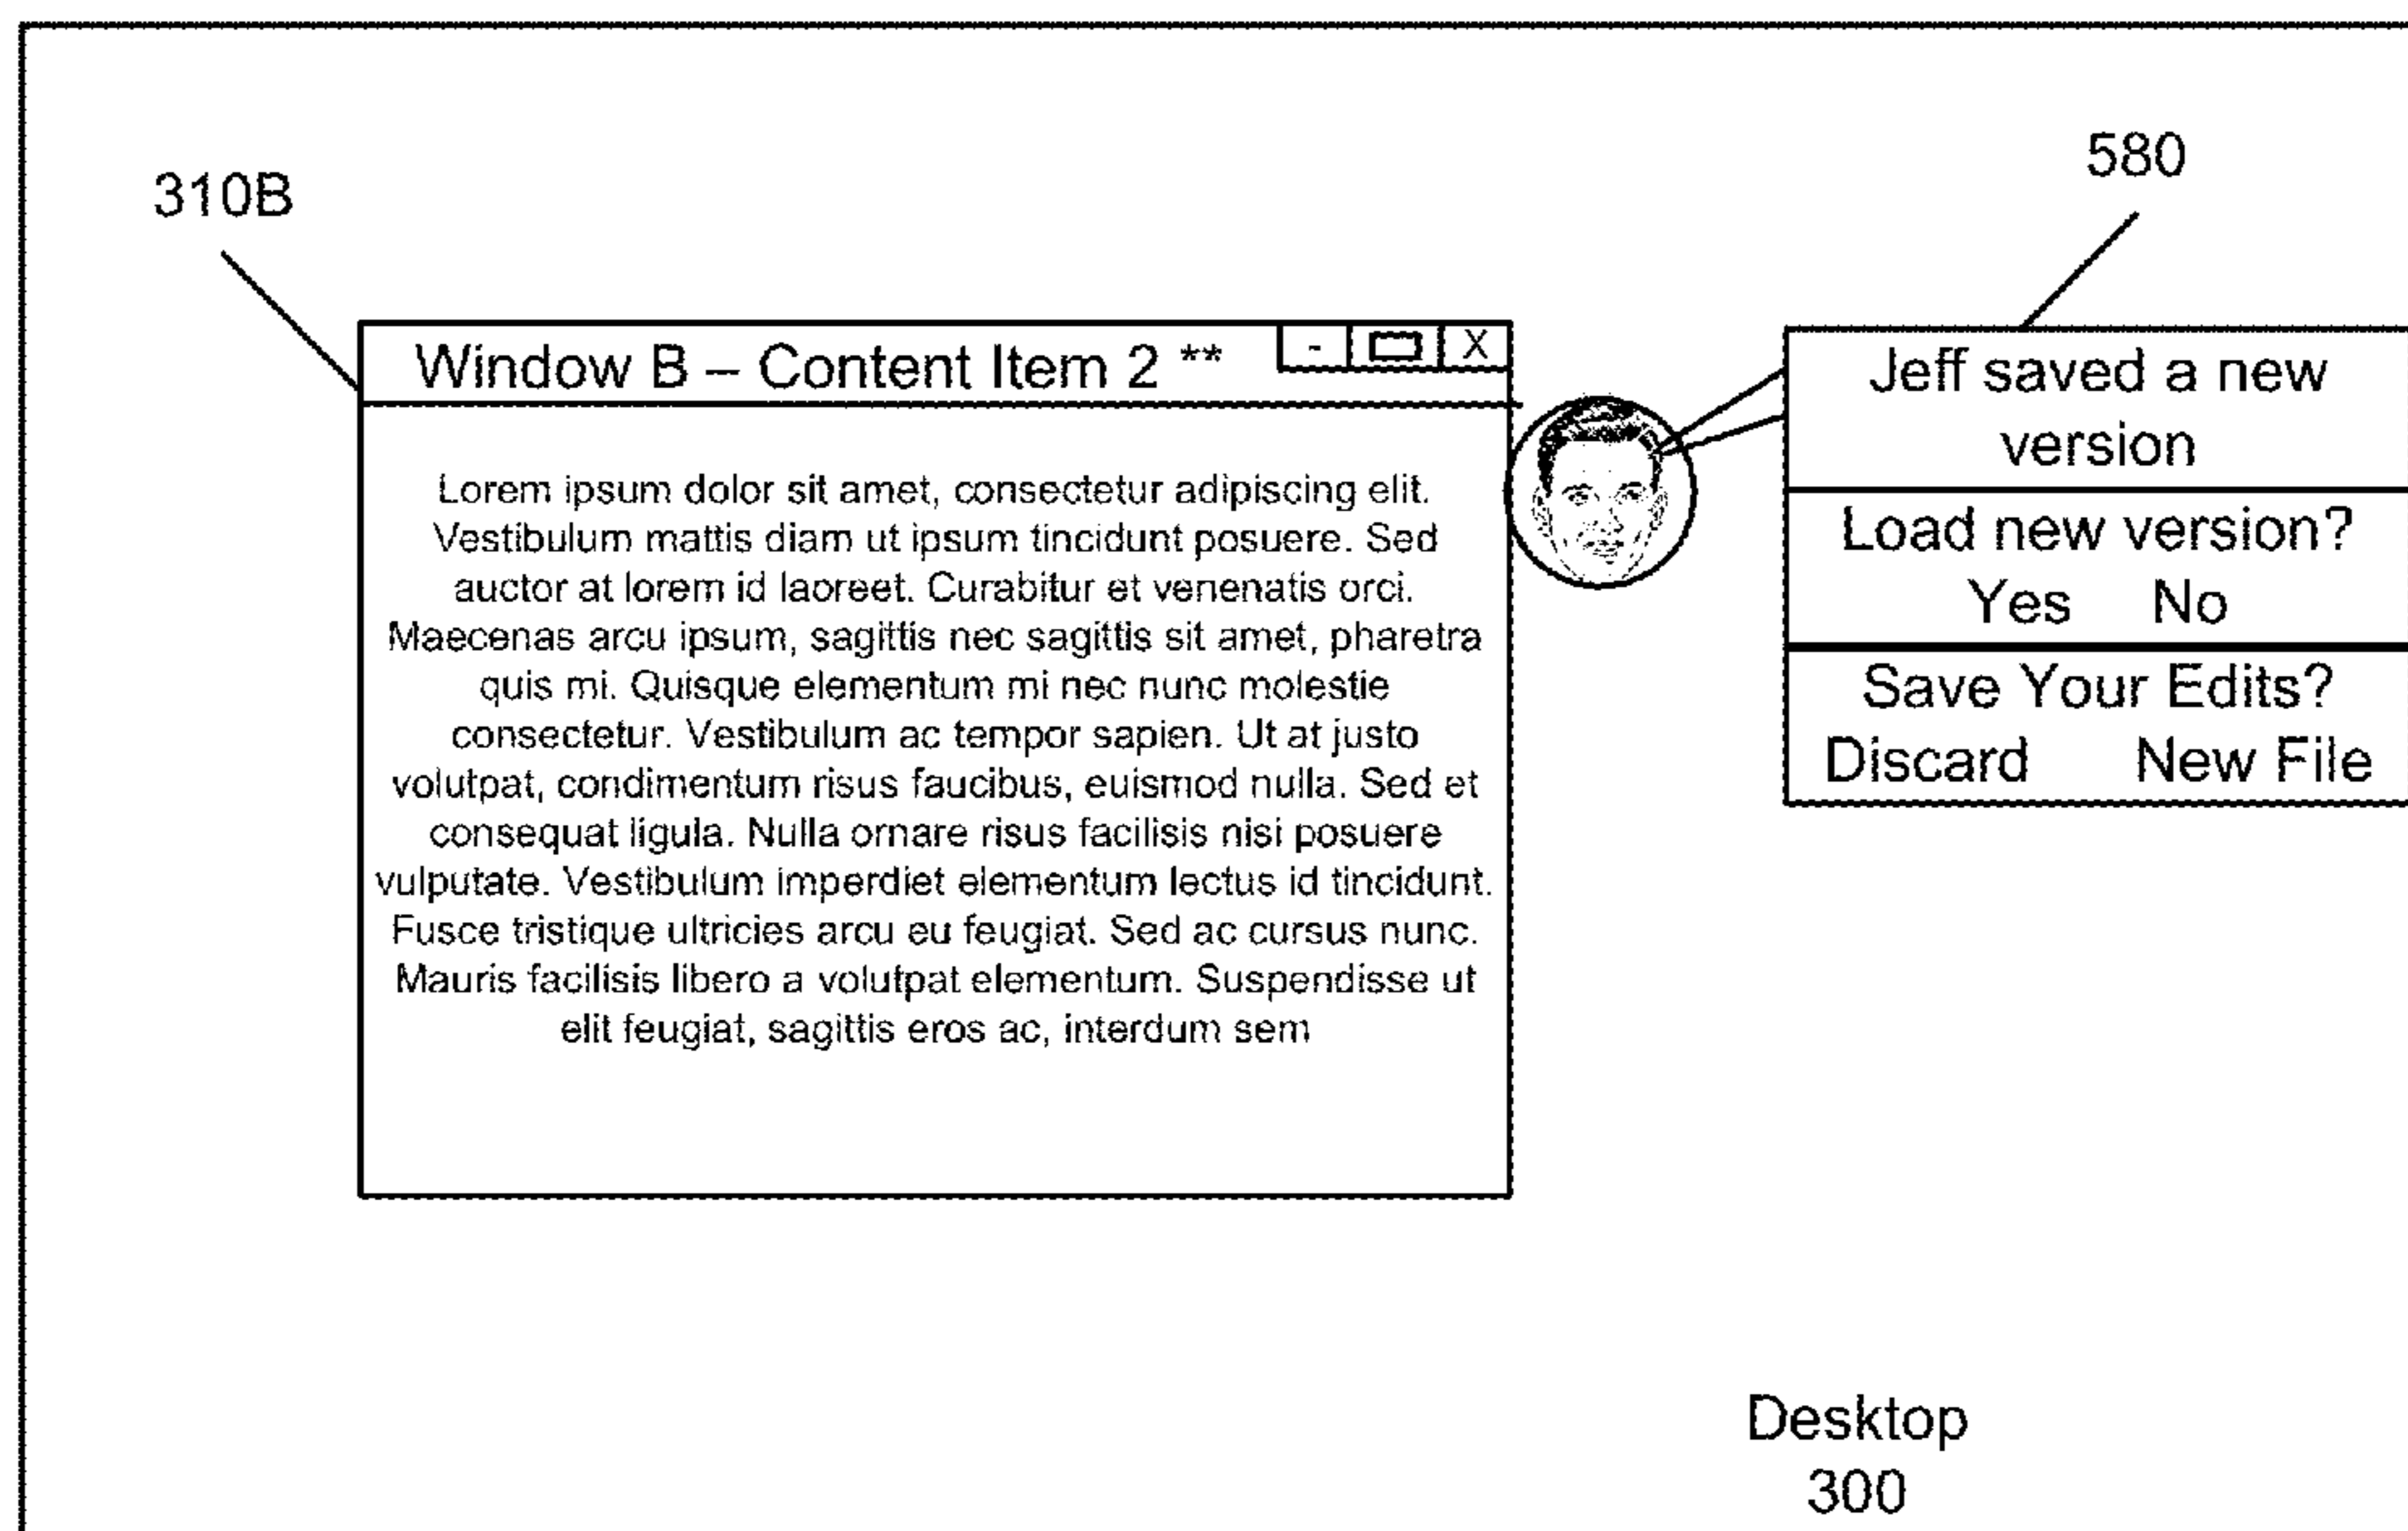 310B
580
Window B – Content Item 2 **
- X
Jeff saved a new
version
Load new version?
Yes No
Save Your Edits?
Discard New File
Lorem ipsum dolor sit amet, consectetur adipiscing elit.
Vestibulum mattis diam ut ipsum tincidunt posuere. Sed
auctor at lorem id laoreet. Curabitur et venenatis orci.
Maecenas arcu ipsum, sagittis nec sagittis sit amet, pharetra
quis mi. Quisque elementum mi nec nunc molestie
consectetur. Vestibulum ac tempor sapien. Ut at justo
volutpat, condimentum risus faucibus, euismod nulla. Sed et
consequat ligula. Nulla ornare risus facilisis nisi posuere
vulputate. Vestibulum imperdiet elementum lectus id tincidunt.
Fusce tristique ultricies arcu eu feugiat. Sed ac cursus nunc.
Mauris facilisis libero a volutpat elementum. Suspendisse ut
elit feugiat, sagittis eros ac, interdum sem
Desktop
300